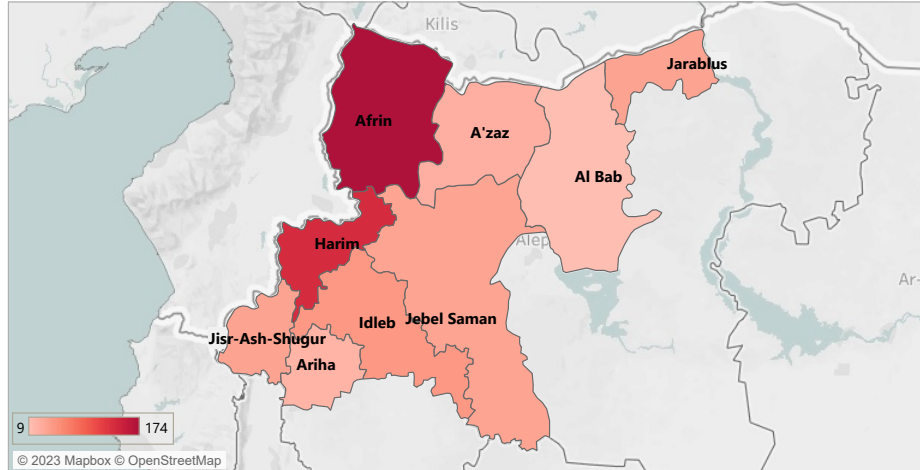 Kilis
Jarablus
Afrin
A'zaz
Al Bab
Harim
Alep
Ar-
Idleb
Jebel Saman
Jisr-Ash-Shugur
Ariha
9
174
© 2023 Mapbox © OpenStreetMap